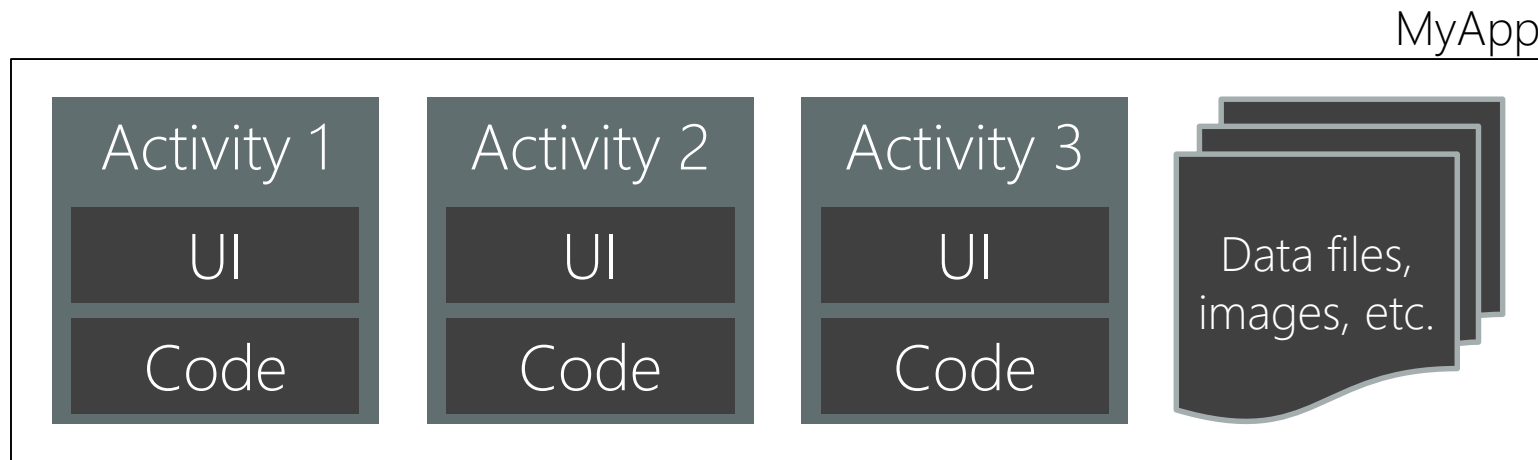 MyApp
Activity 1
UI
Code
Activity 2
UI
Code
Activity 3
UI
Code
Data files,
images, etc.